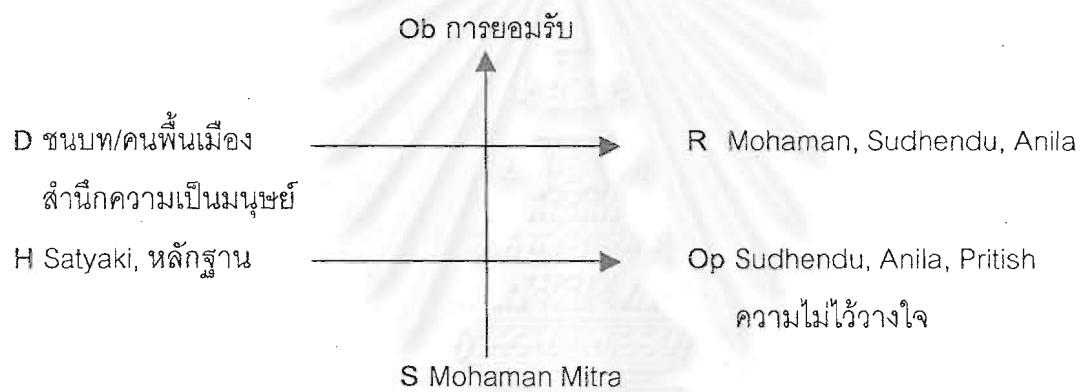 Ob การยอมรับ
D ชนบท/คนพื้นเมือง
สำนึกความเป็นมนุษย์
R Mohaman, Sudhendu, Anila
H Satyaki, หลักฐาน
Op Sudhendu, Anila, Pritish
ความไม่ไว้วางใจ
S Mohaman Mitra